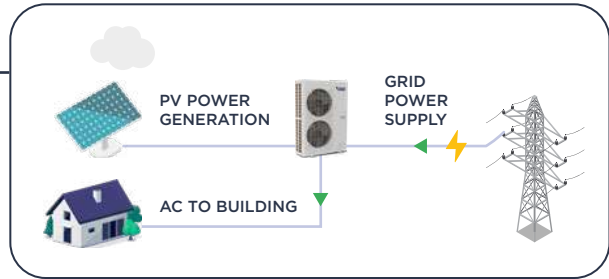 PV POWER
GENERATION
GRID
POWER
SUPPLY
AC TO BUILDING